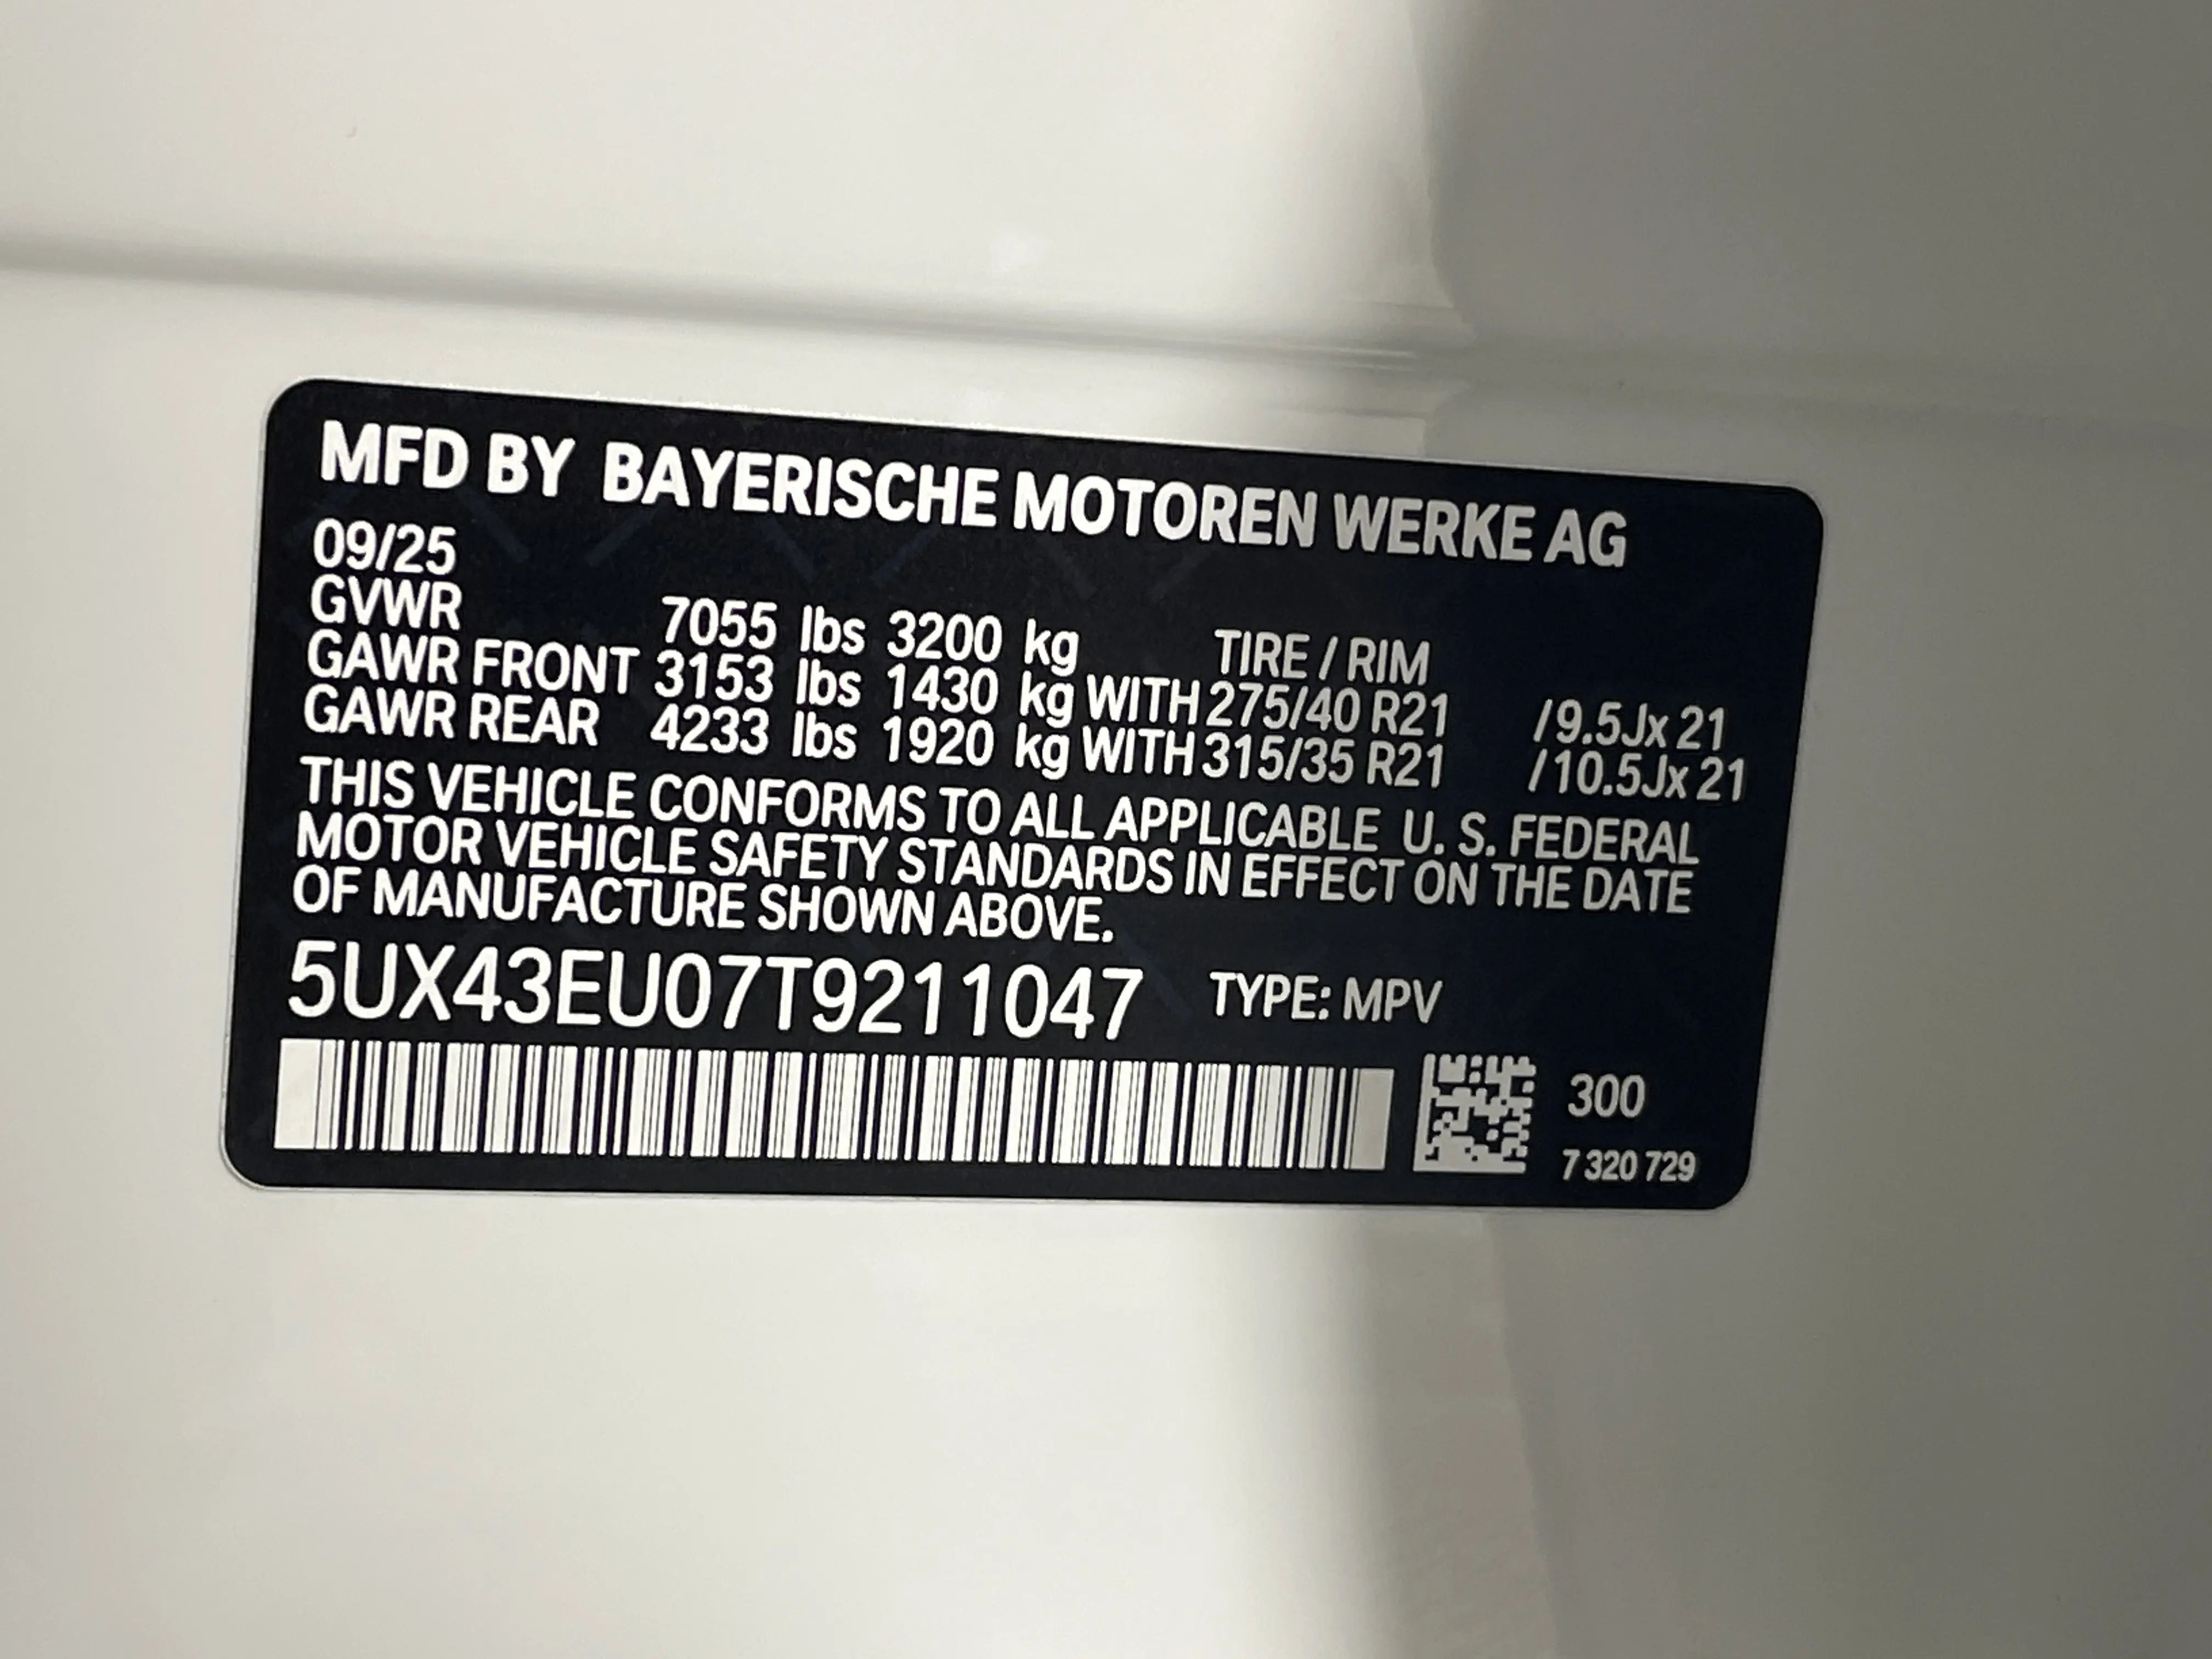 MFD BY BAYERISCHE MOTOREN WERKE AG
09/25
GVWR 7055 lbs 3200 kg TIRE / RIM
GAWR FRONT 3153 lbs 1430 kg WITH 275/40 R21 /9.5Jx 21
GAWR REAR 4233 lbs 1920 kg WITH 315/35 R21 /10.5Jx 21
THIS VEHICLE CONFORMS TO ALL APPLICABLE U. S. FEDERAL
MOTOR VEHICLE SAFETY STANDARDS IN EFFECT ON THE DATE
OF MANUFACTURE SHOWN ABOVE.
5UX43EU07T9211047 TYPE: MPV
300
7 320 729